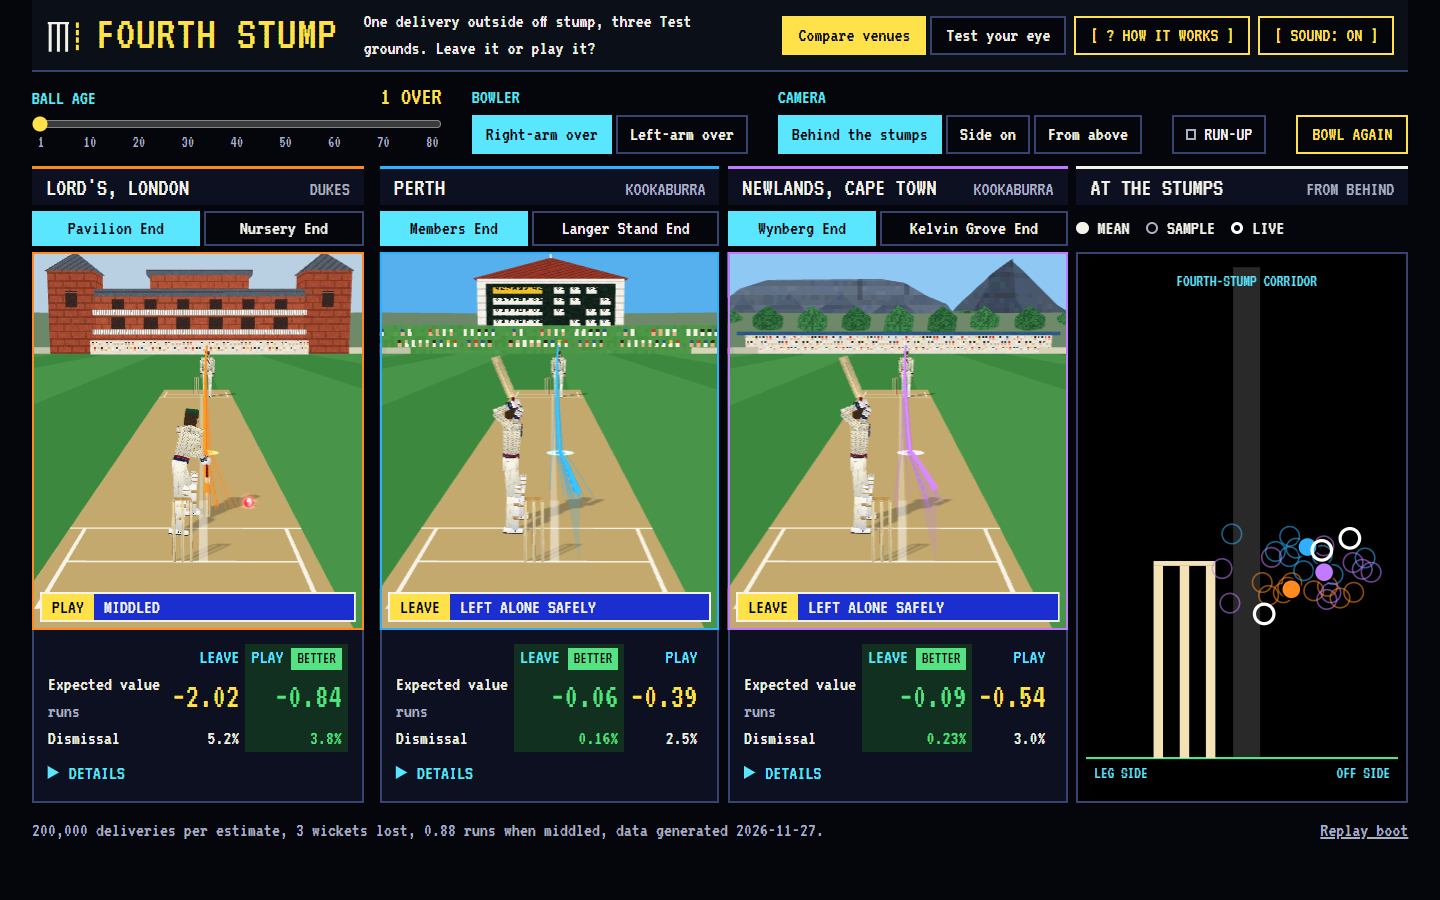 FOURTH STUMP
One delivery outside off stump, three Test
grounds. Leave it or play it?
Compare venues
Test your eye
[ ? HOW IT WORKS ]
[ SOUND: ON ]
BALL AGE
1 OVER
1 10 20 30 40 50 60 70 80
BOWLER
Right-arm over
Left-arm over
CAMERA
Behind the stumps
Side on
From above
RUN-UP
BOWL AGAIN
LORD'S, LONDON
DUKES
Pavilion End
Nursery End
PLAY
MIDDLED
LEAVE
PLAY BETTER
Expected value
runs
-2.02
-0.84
Dismissal
5.2%
3.8%
DETAILS
PERTH
KOOKABURRA
Members End
Langer Stand End
LEAVE
LEFT ALONE SAFELY
LEAVE BETTER
PLAY
Expected value
runs
-0.06
-0.39
Dismissal
0.16%
2.5%
DETAILS
NEWLANDS, CAPE TOWN
KOOKABURRA
Wynberg End
Kelvin Grove End
LEAVE
LEFT ALONE SAFELY
LEAVE BETTER
PLAY
Expected value
runs
-0.09
-0.54
Dismissal
0.23%
3.0%
DETAILS
AT THE STUMPS
FROM BEHIND
MEAN
SAMPLE
LIVE
FOURTH-STUMP CORRIDOR
LEG SIDE
OFF SIDE
200,000 deliveries per estimate, 3 wickets lost, 0.88 runs when middled, data generated 2026-11-27.
Replay boot